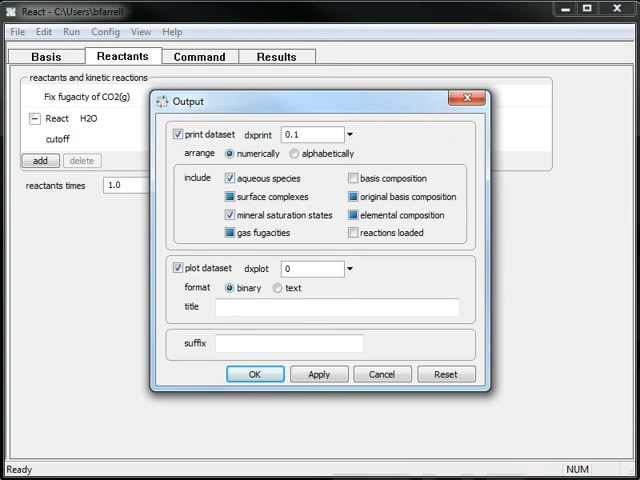 React - C:\Users\bfarrell
File Edit Run Config View Help
Basis Reactants Command Results
reactants and kinetic reactions
Fix fugacity of CO2(g)
React H2O
cutoff
add delete
reactants times 1.0
Output
print dataset dxprint 0.1
arrange numerically alphabetically
include aqueous species basis composition
surface complexes original basis composition
mineral saturation states elemental composition
gas fugacities reactions loaded
plot dataset dxplot 0
format binary text
title
suffix
OK Apply Cancel Reset
Ready NUM